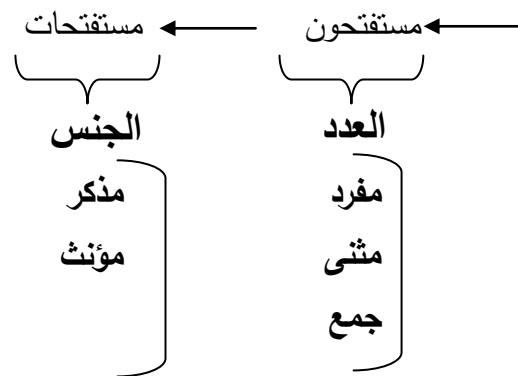 مستفتحون
مستفتحات
العدد
الجنس
مفرد
مذكر
مثنى
مؤنث
جمع